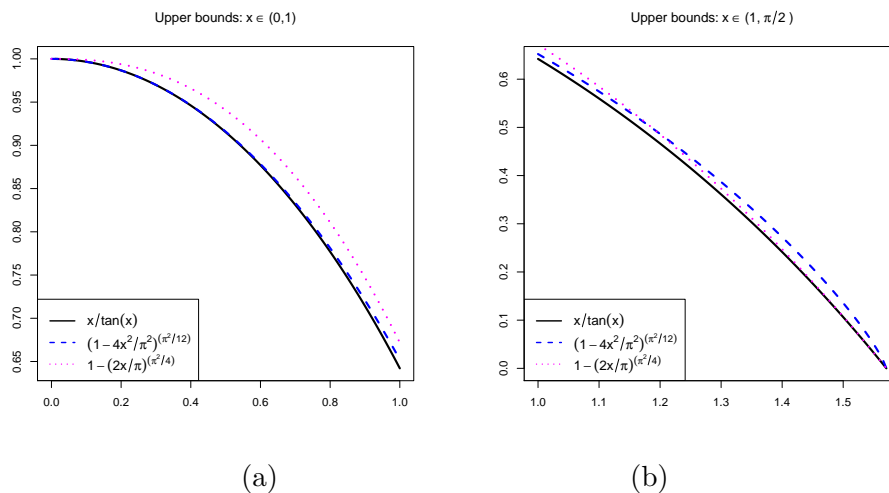 Upper bounds: x ∈ (0,1)
1.00
0.95
0.90
0.85
0.80
0.75
0.70
0.65
x/tan(x)
(1 − 4x²/π²)^(π²/12)
1 − (2x/π)^(π²/4)
0.0 0.2 0.4 0.6 0.8 1.0
(a)
Upper bounds: x ∈ (1, π/2 )
0.6
0.5
0.4
0.3
0.2
0.1
0.0
x/tan(x)
(1 − 4x²/π²)^(π²/12)
1 − (2x/π)^(π²/4)
1.0 1.1 1.2 1.3 1.4 1.5
(b)